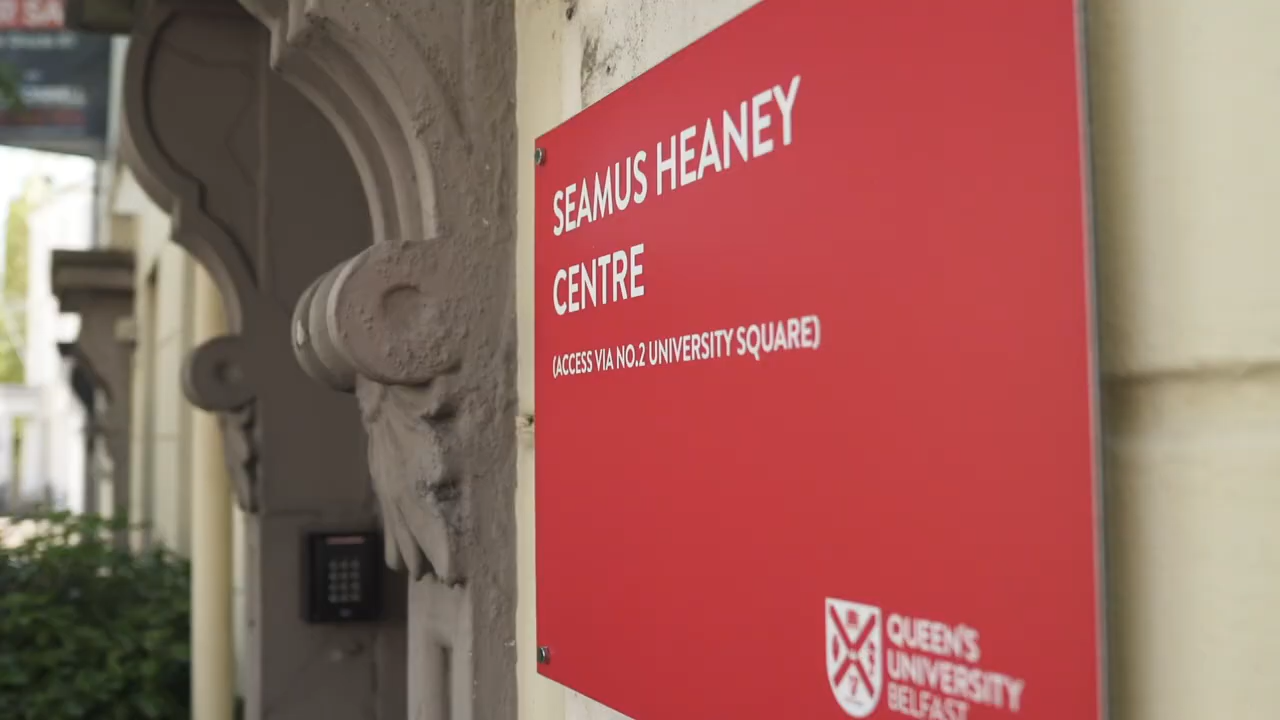 SEAMUS HEANEY
CENTRE
(ACCESS VIA NO.2 UNIVERSITY SQUARE)
QUEEN'S
UNIVERSITY
BELFAST